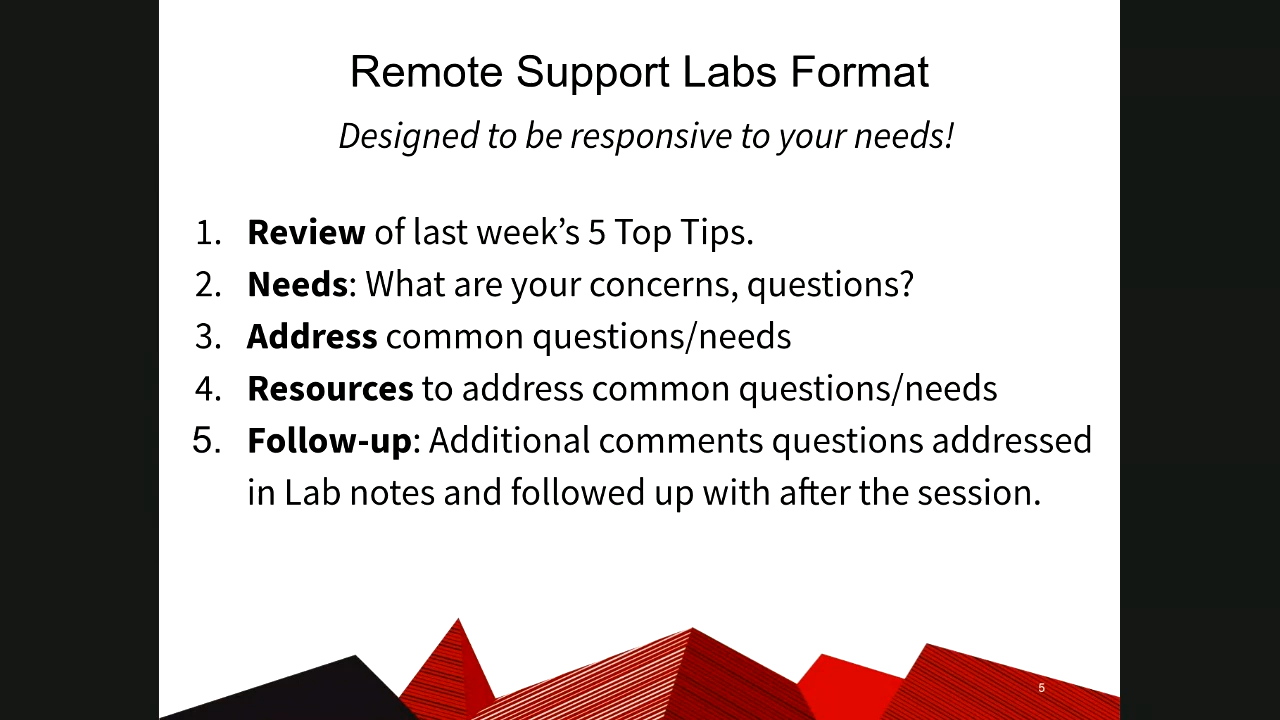 Remote Support Labs Format
Designed to be responsive to your needs!
1. Review of last week’s 5 Top Tips.
2. Needs: What are your concerns, questions?
3. Address common questions/needs
4. Resources to address common questions/needs
5. Follow-up: Additional comments questions addressed
in Lab notes and followed up with after the session.
5